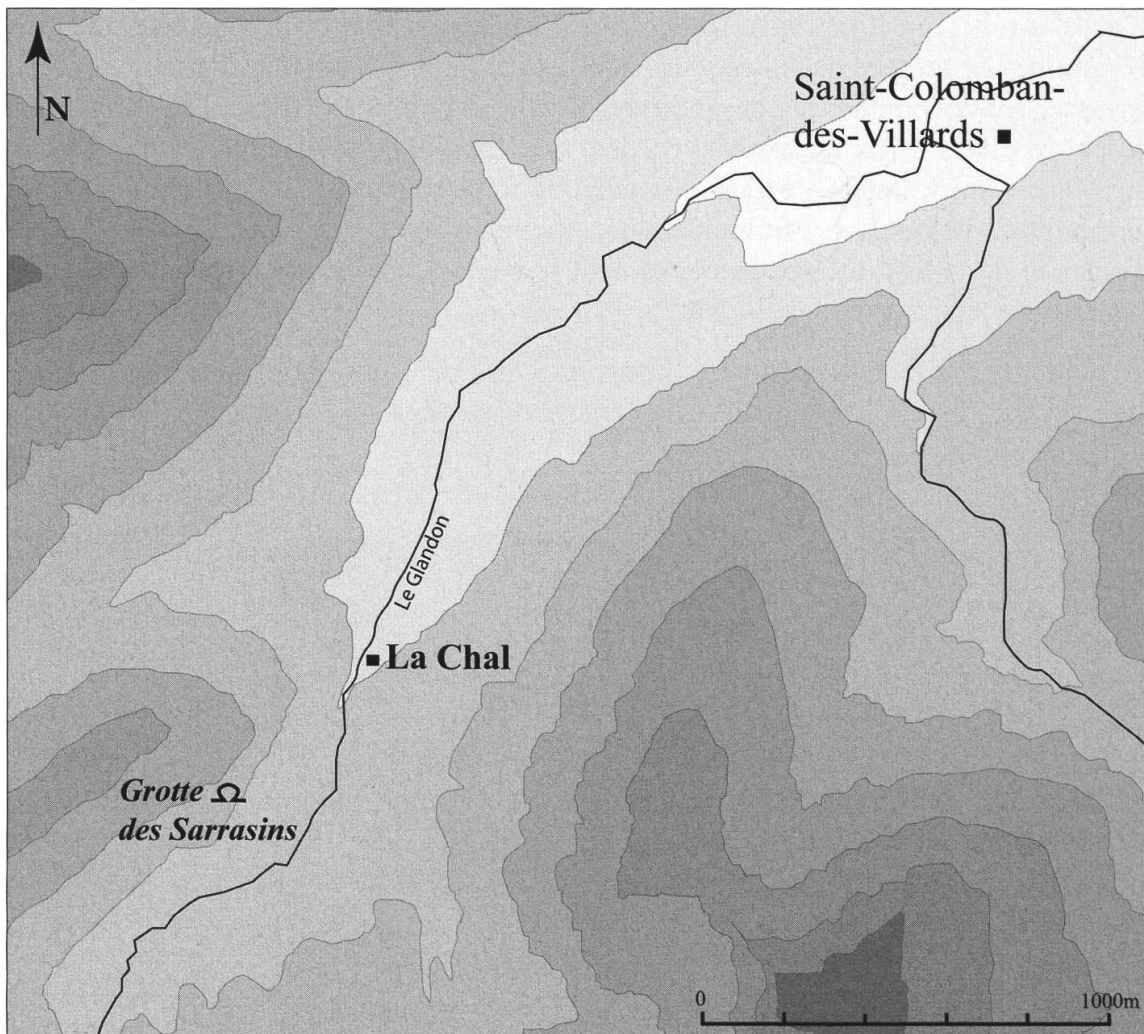 N
Saint-Colomban-
des-Villards
Le Glandon
La Chal
Grotte
des Sarrasins
0
1000m